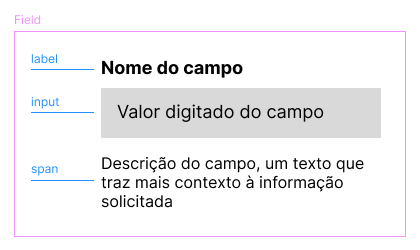 Field
label
Nome do campo
input
Valor digitado do campo
span
Descrição do campo, um texto que
traz mais contexto à informação
solicitada